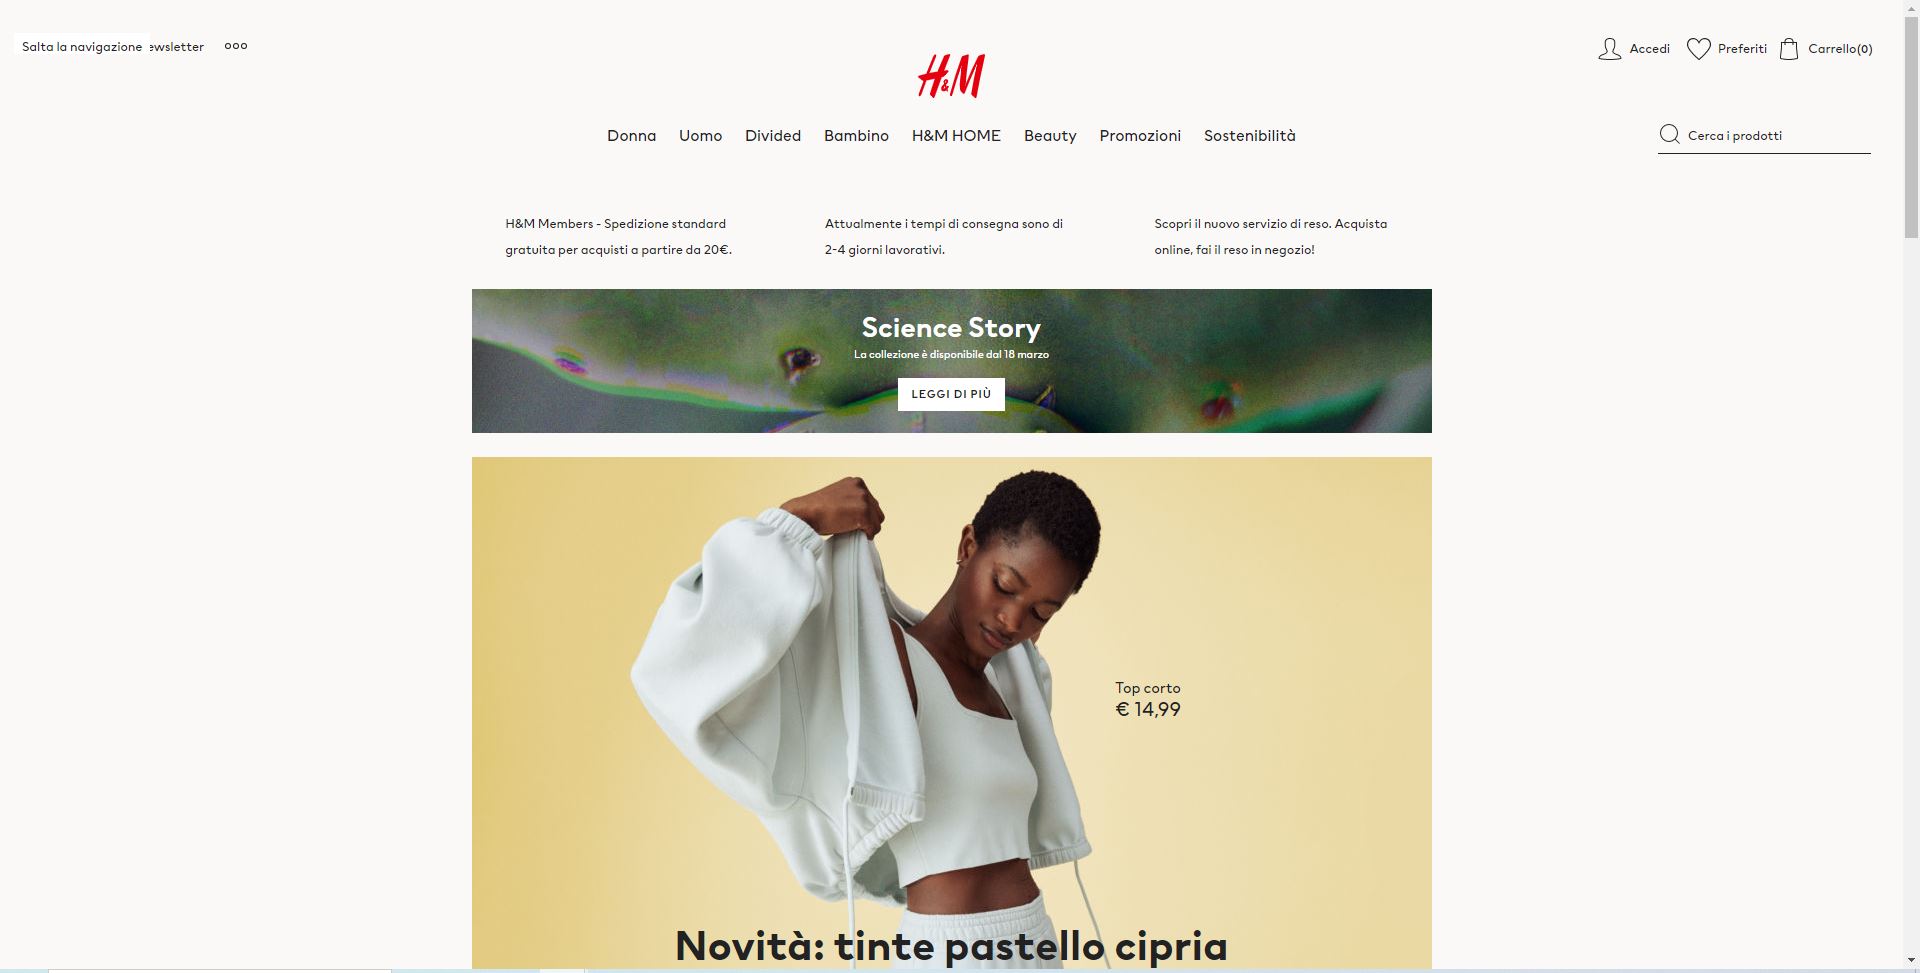 Salta la navigazione
ewsletter
Accedi
Preferiti
Carrello(0)
H&M
Donna
Uomo
Divided
Bambino
H&M HOME
Beauty
Promozioni
Sostenibilità
Cerca i prodotti
H&M Members - Spedizione standard
gratuita per acquisti a partire da 20€.
Attualmente i tempi di consegna sono di
2-4 giorni lavorativi.
Scopri il nuovo servizio di reso. Acquista
online, fai il reso in negozio!
Science Story
La collezione è disponibile dal 18 marzo
LEGGI DI PIÙ
Top corto
€ 14,99
Novità: tinte pastello cipria